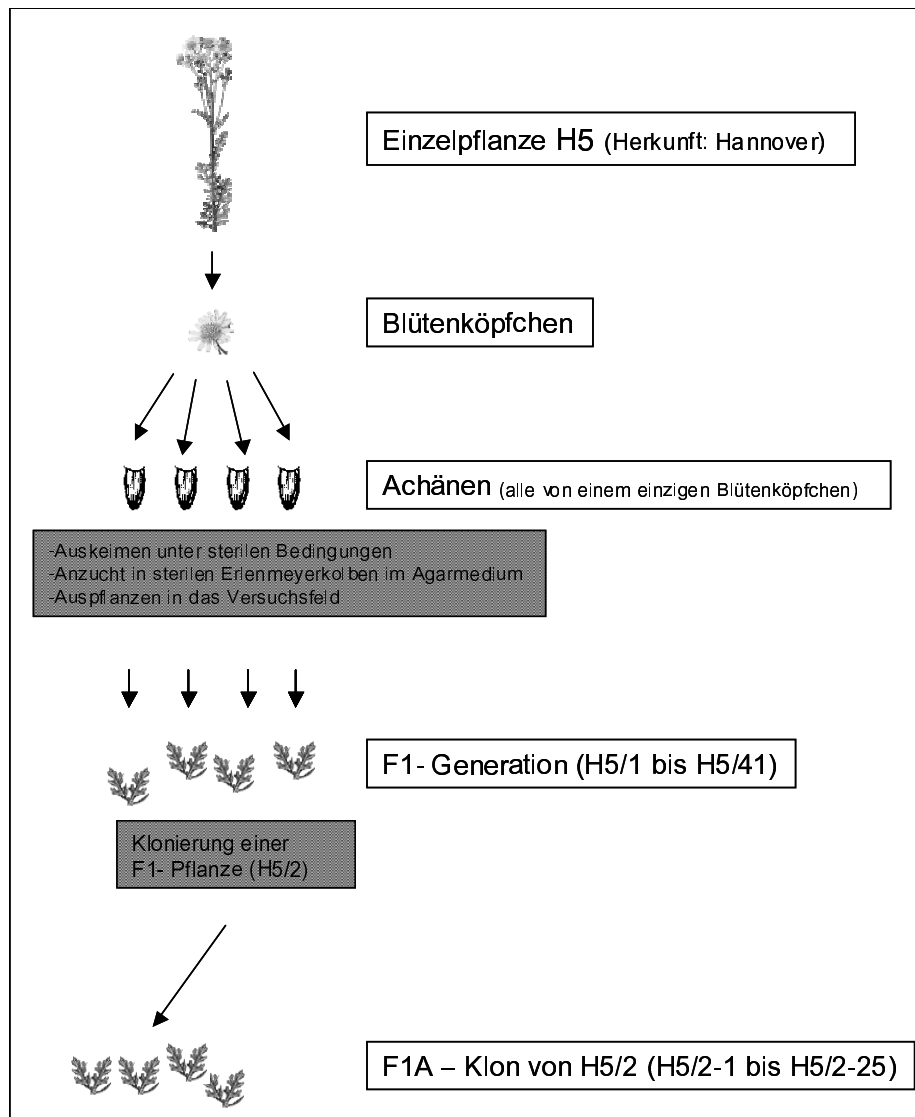 Einzelpflanze H5 (Herkunft: Hannover)
Blütenköpfchen
Achänen (alle von einem einzigen Blütenköpfchen)
-Auskeimen unter sterilen Bedingungen
-Anzucht in sterilen Erlenmeyerkolben im Agarmedium
-Auspflanzen in das Versuchsfeld
F1- Generation (H5/1 bis H5/41)
Klonierung einer
F1- Pflanze (H5/2)
F1A – Klon von H5/2 (H5/2-1 bis H5/2-25)